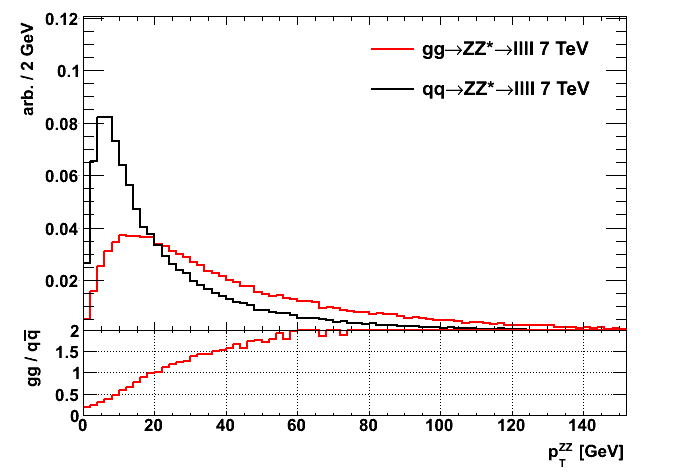 arb. / 2 GeV
0.12
0.1
0.08
0.06
0.04
0.02
gg→ZZ*→llll 7 TeV
qq→ZZ*→llll 7 TeV
gg / qq̅
2
1.5
1
0.5
0
0 20 40 60 80 100 120 140
p_T^ZZ [GeV]